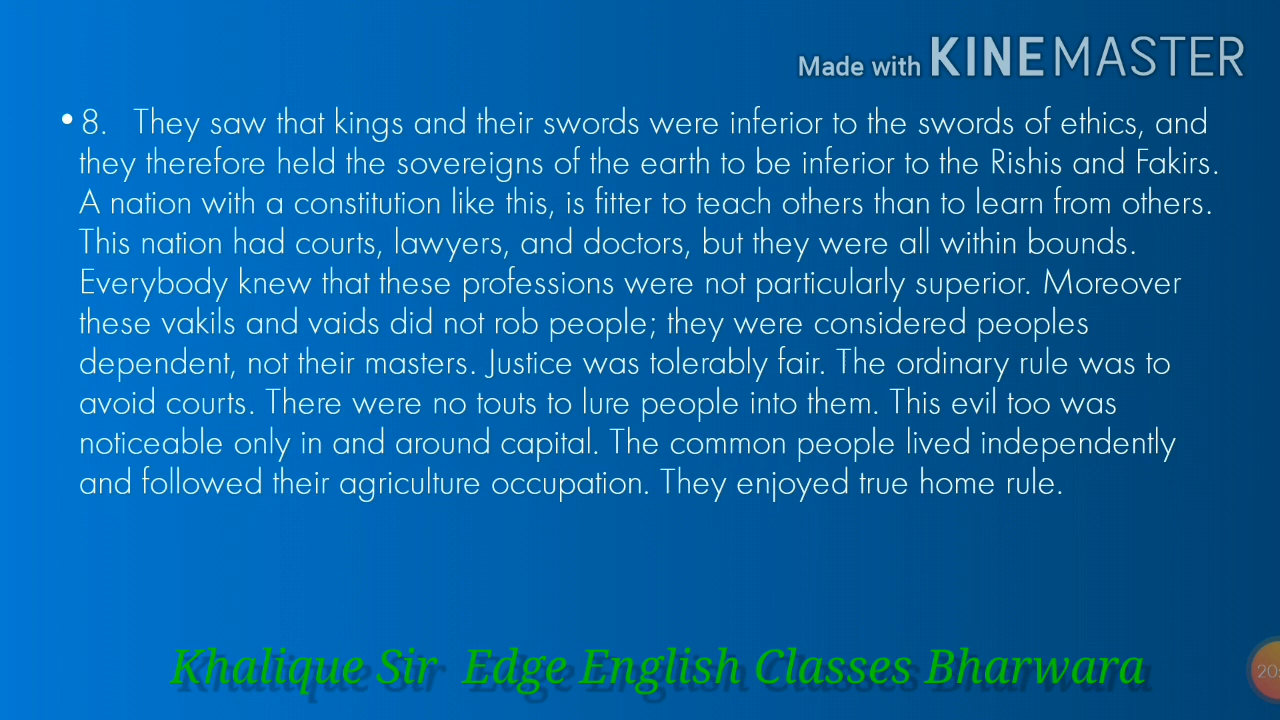 Made with KINEMASTER
• 8. They saw that kings and their swords were inferior to the swords of ethics, and
they therefore held the sovereigns of the earth to be inferior to the Rishis and Fakirs.
A nation with a constitution like this, is fitter to teach others than to learn from others.
This nation had courts, lawyers, and doctors, but they were all within bounds.
Everybody knew that these professions were not particularly superior. Moreover
these vakils and vaids did not rob people; they were considered peoples
dependent, not their masters. Justice was tolerably fair. The ordinary rule was to
avoid courts. There were no touts to lure people into them. This evil too was
noticeable only in and around capital. The common people lived independently
and followed their agriculture occupation. They enjoyed true home rule.
Khalique Sir Edge English Classes Bharwara